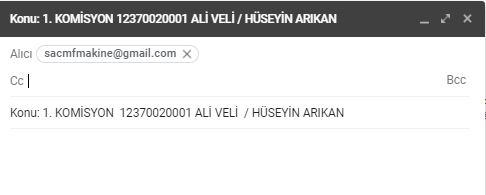 Konu: 1. KOMİSYON 12370020001 ALİ VELİ / HÜSEYİN ARIKAN
Alıcı sacmfmakine@gmail.com
Cc Bcc
Konu: 1. KOMİSYON 12370020001 ALİ VELİ / HÜSEYİN ARIKAN